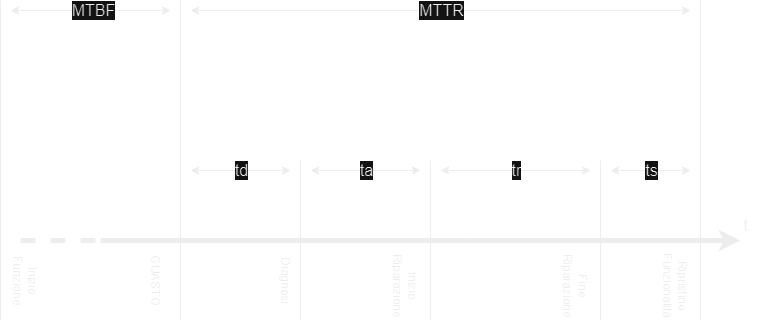 MTBF
MTTR
td
ta
tr
ts
t
Inizio
Funzione
GUASTO
Diagnosi
Inizio
Riparazione
Fine
Riparazione
Ripristino
Funzionalità